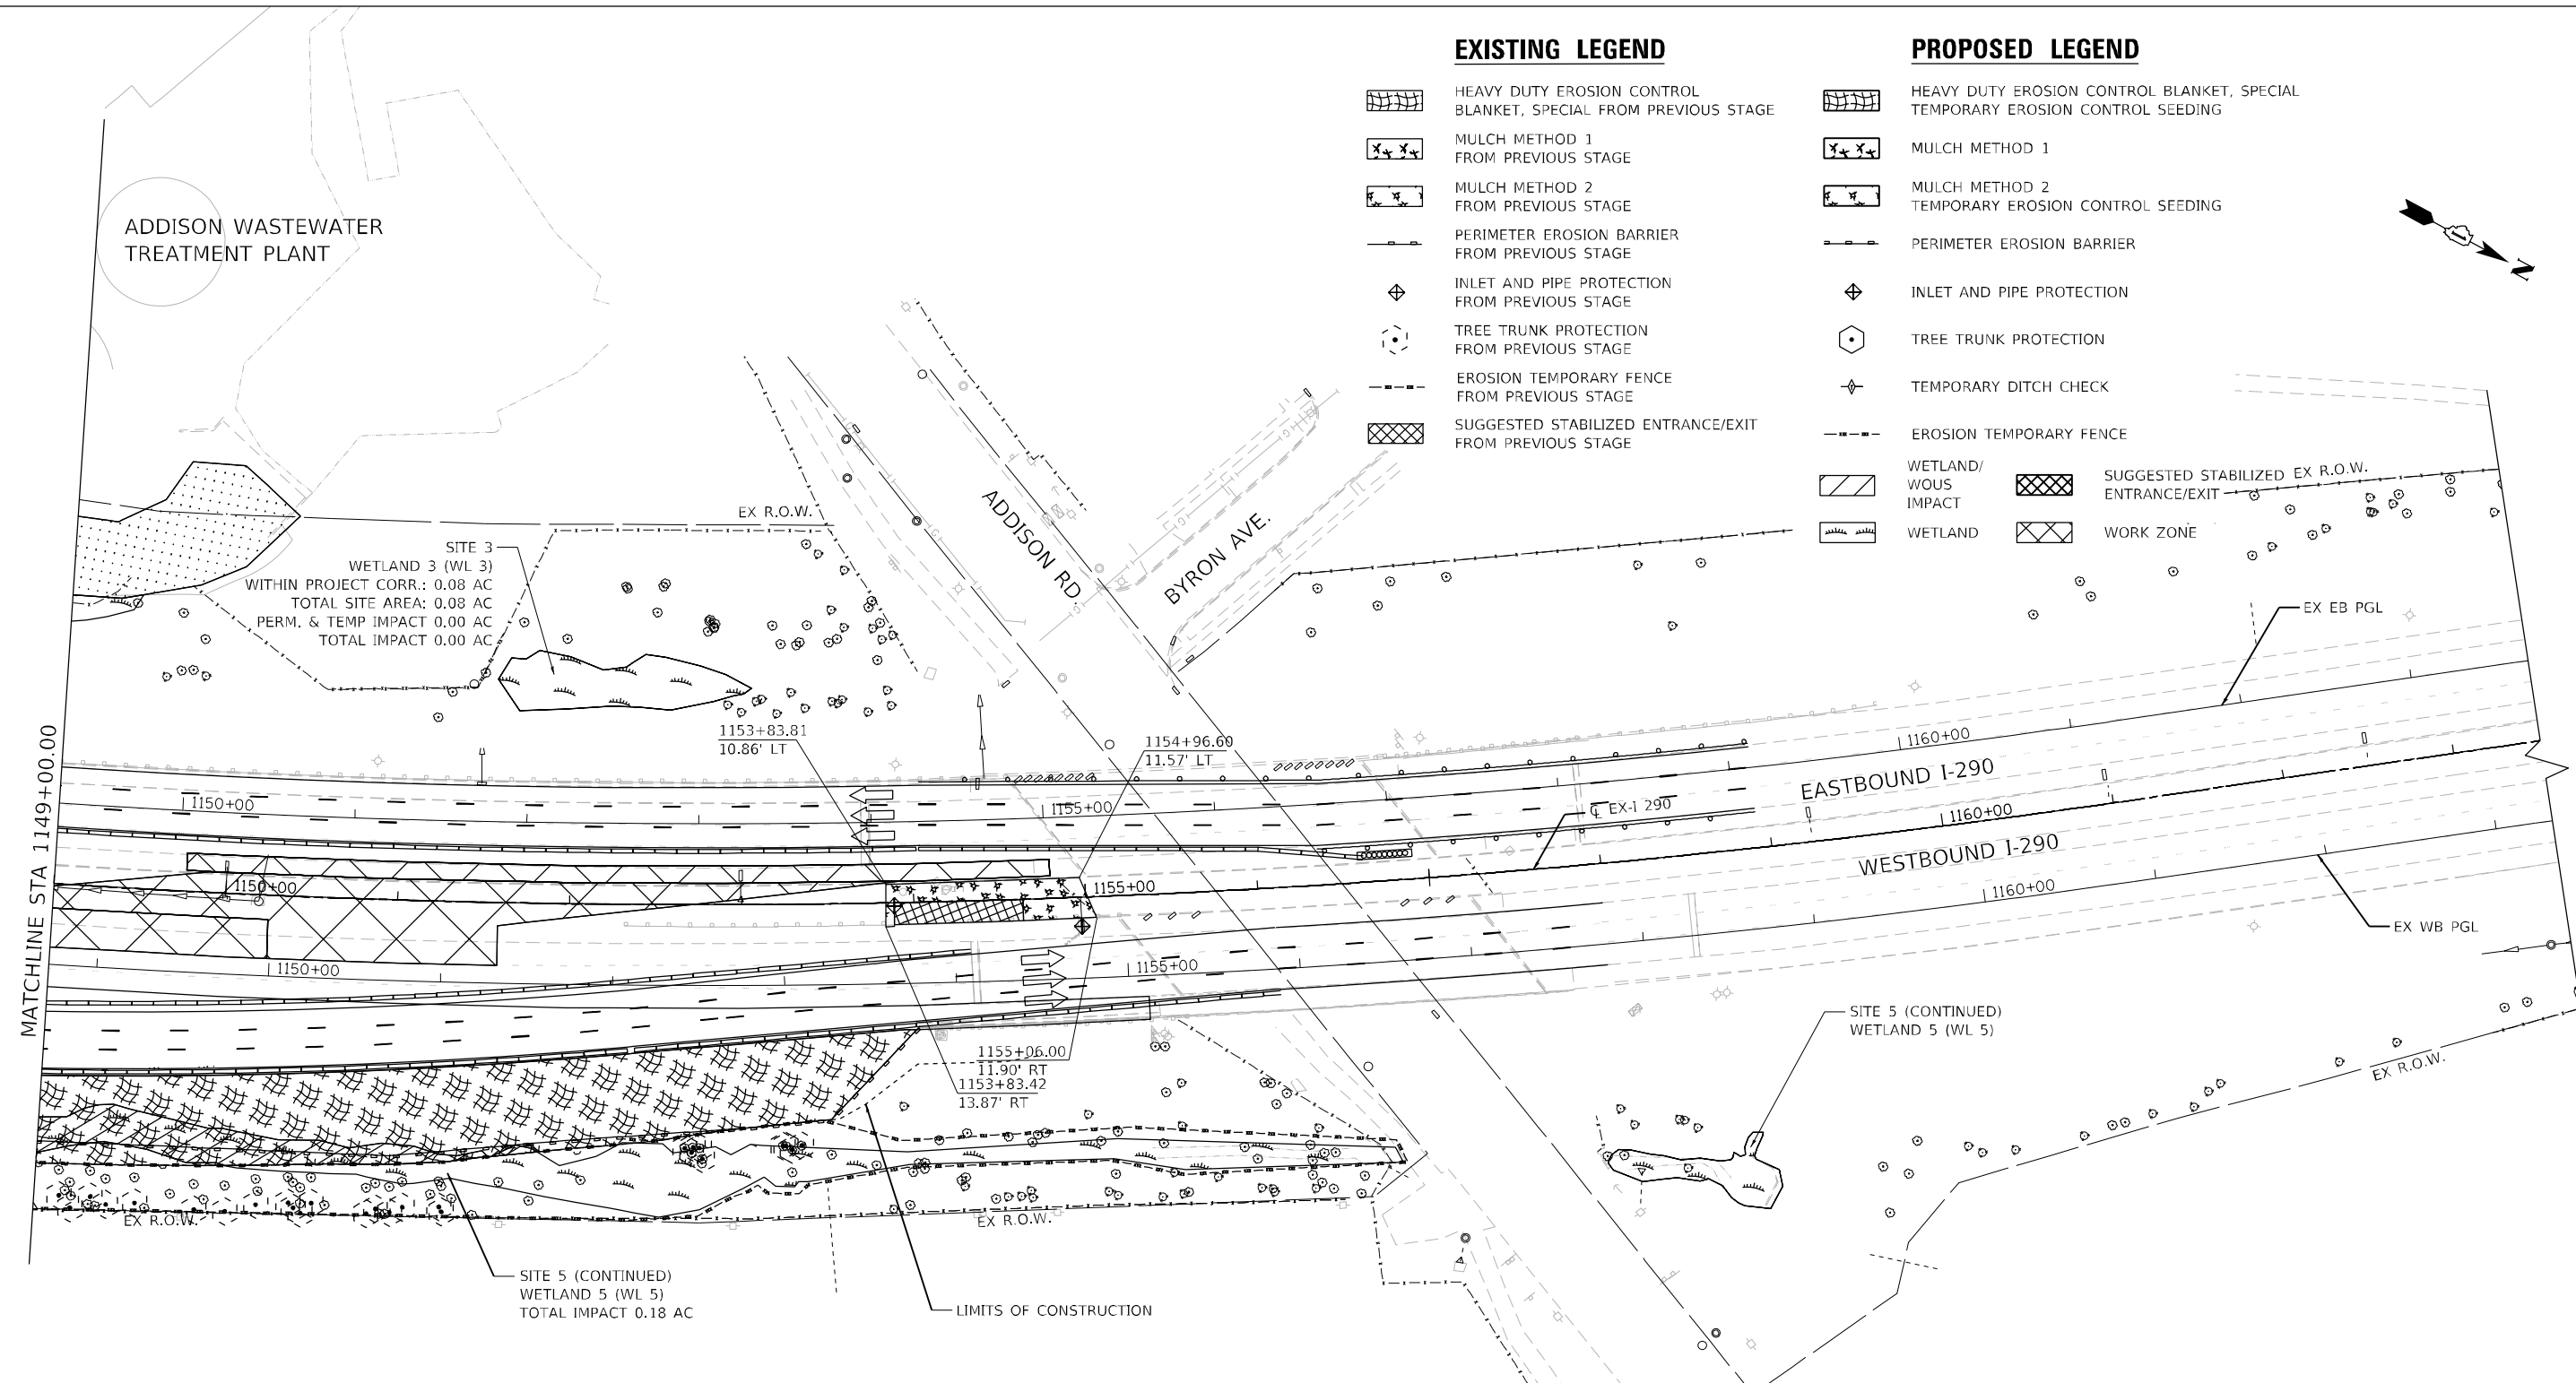 EXISTING LEGEND
HEAVY DUTY EROSION CONTROL
BLANKET, SPECIAL FROM PREVIOUS STAGE
MULCH METHOD 1
FROM PREVIOUS STAGE
MULCH METHOD 2
FROM PREVIOUS STAGE
PERIMETER EROSION BARRIER
FROM PREVIOUS STAGE
INLET AND PIPE PROTECTION
FROM PREVIOUS STAGE
TREE TRUNK PROTECTION
FROM PREVIOUS STAGE
EROSION TEMPORARY FENCE
FROM PREVIOUS STAGE
SUGGESTED STABILIZED ENTRANCE/EXIT
FROM PREVIOUS STAGE
PROPOSED LEGEND
HEAVY DUTY EROSION CONTROL BLANKET, SPECIAL
TEMPORARY EROSION CONTROL SEEDING
MULCH METHOD 1
MULCH METHOD 2
TEMPORARY EROSION CONTROL SEEDING
PERIMETER EROSION BARRIER
INLET AND PIPE PROTECTION
TREE TRUNK PROTECTION
TEMPORARY DITCH CHECK
EROSION TEMPORARY FENCE
WETLAND/
WOUS
IMPACT
SUGGESTED STABILIZED
ENTRANCE/EXIT
WETLAND
WORK ZONE
EX R.O.W.
N
ADDISON WASTEWATER
TREATMENT PLANT
EX R.O.W.
SITE 3
WETLAND 3 (WL 3)
WITHIN PROJECT CORR.: 0.08 AC
TOTAL SITE AREA: 0.08 AC
PERM. & TEMP IMPACT 0.00 AC
TOTAL IMPACT 0.00 AC
ADDISON RD.
BYRON AVE.
EX EB PGL
MATCHLINE STA 1149+00.00
1153+83.81
10.86' LT
1154+96.60
11.57' LT
1150+00
1155+00
1160+00
EASTBOUND I-290
℄ EX-I 290
1150+00
1155+00
1160+00
WESTBOUND I-290
1150+00
1155+00
1160+00
EX WB PGL
1155+06.00
11.90' RT
1153+83.42
13.87' RT
SITE 5 (CONTINUED)
WETLAND 5 (WL 5)
EX R.O.W.
EX R.O.W.
EX R.O.W.
SITE 5 (CONTINUED)
WETLAND 5 (WL 5)
TOTAL IMPACT 0.18 AC
LIMITS OF CONSTRUCTION